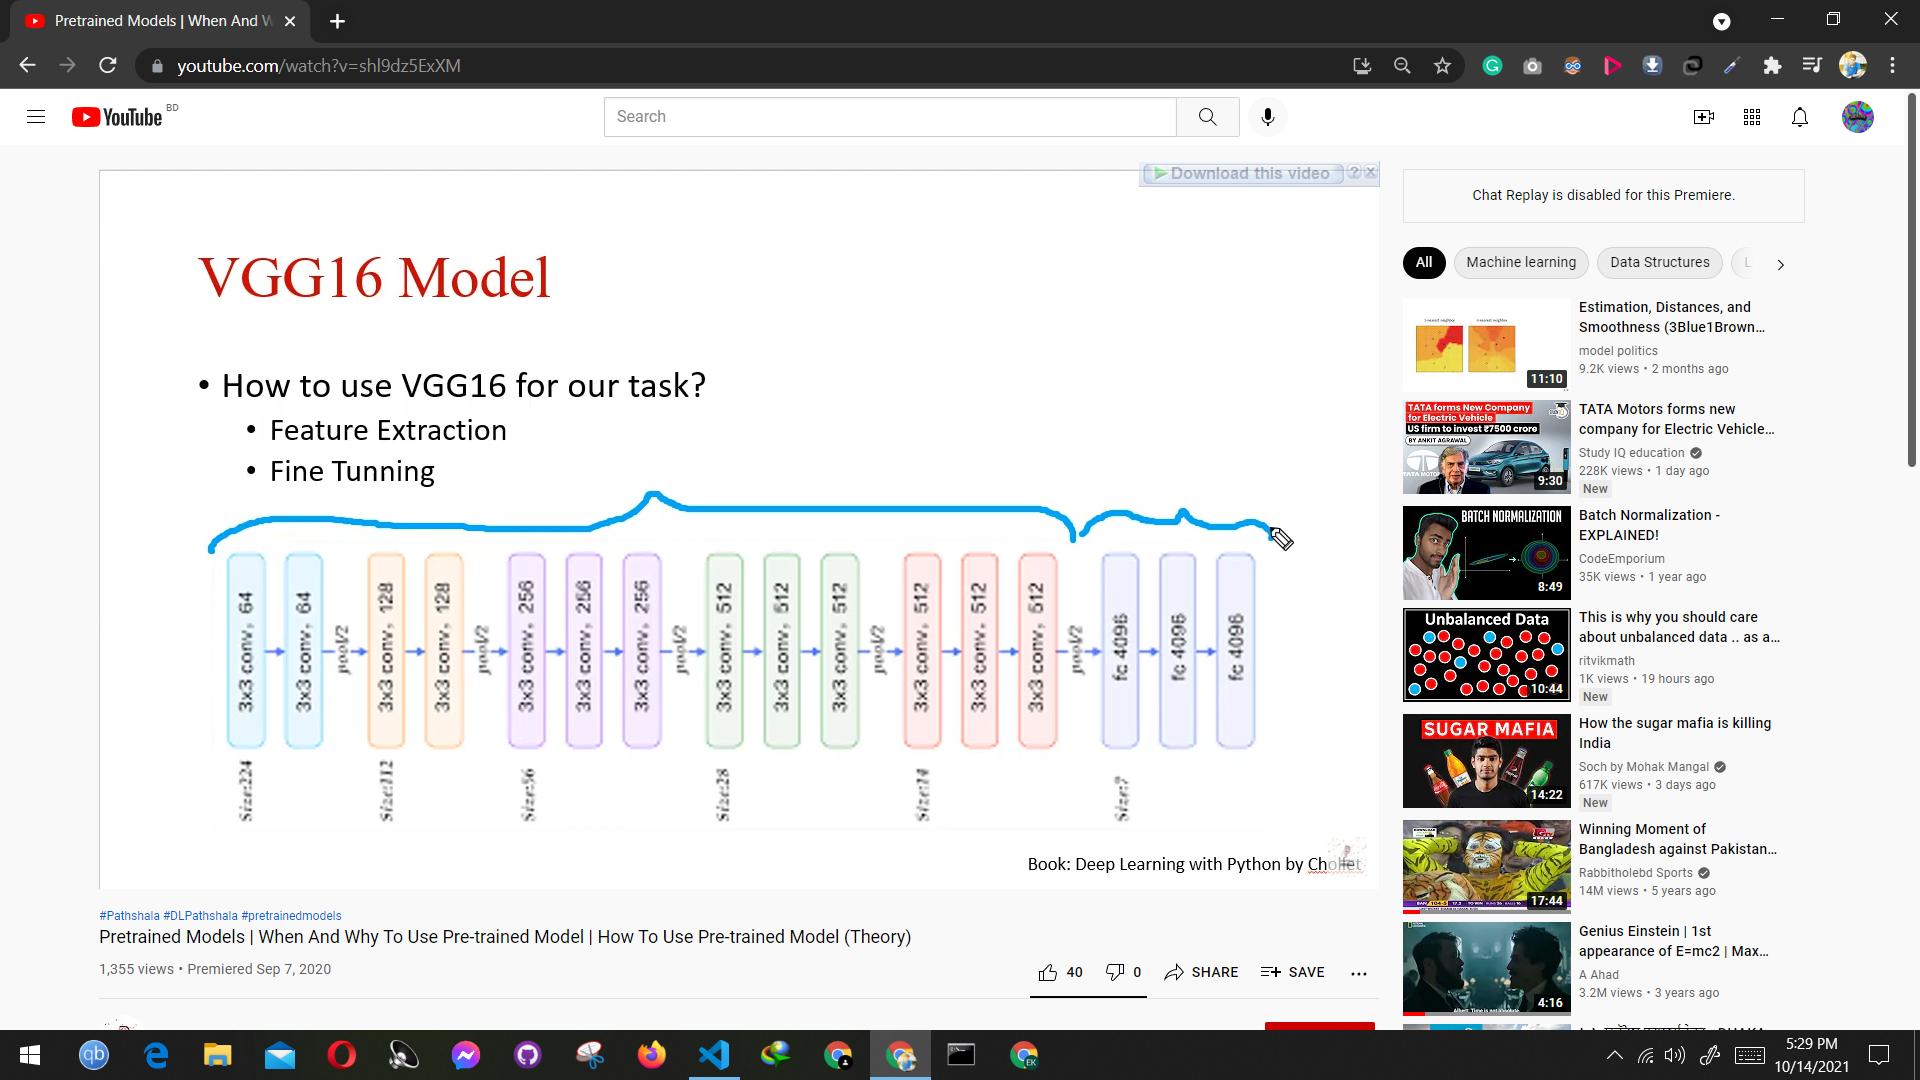 Pretrained Models | When And W
youtube.com/watch?v=shl9dz5ExXM
YouTube BD
Search
Download this video
VGG16 Model
• How to use VGG16 for our task?
• Feature Extraction
• Fine Tunning
3x3 conv, 64
3x3 conv, 64
pool/2
3x3 conv, 128
3x3 conv, 128
pool/2
3x3 conv, 256
3x3 conv, 256
3x3 conv, 256
pool/2
3x3 conv, 512
3x3 conv, 512
3x3 conv, 512
pool/2
3x3 conv, 512
3x3 conv, 512
3x3 conv, 512
pool/2
fc 4096
fc 4096
fc 4096
Size:224
Size:112
Size:56
Size:28
Size:14
Size:7
Book: Deep Learning with Python by Chollet
#Pathshala #DLPathshala #pretrainedmodels
Pretrained Models | When And Why To Use Pre-trained Model | How To Use Pre-trained Model (Theory)
1,355 views • Premiered Sep 7, 2020
40
0
SHARE
SAVE
Chat Replay is disabled for this Premiere.
All
Machine learning
Data Structures
Estimation, Distances, and
Smoothness (3Blue1Brown...
model politics
9.2K views • 2 months ago
11:10
TATA forms New Company
for Electric Vehicle
US firm to invest ₹7500 crore
BY ANKIT AGRAWAL
9:30
TATA Motors forms new
company for Electric Vehicle...
Study IQ education
228K views • 1 day ago
New
BATCH NORMALIZATION
8:49
Batch Normalization -
EXPLAINED!
CodeEmporium
35K views • 1 year ago
Unbalanced Data
10:44
This is why you should care
about unbalanced data .. as a...
ritvikmath
1K views • 19 hours ago
New
SUGAR MAFIA
14:22
How the sugar mafia is killing
India
Soch by Mohak Mangal
617K views • 3 days ago
New
17:44
Winning Moment of
Bangladesh against Pakistan...
Rabbitholebd Sports
14M views • 5 years ago
4:16
Genius Einstein | 1st
appearance of E=mc2 | Max...
A Ahad
3.2M views • 3 years ago
5:29 PM
10/14/2021